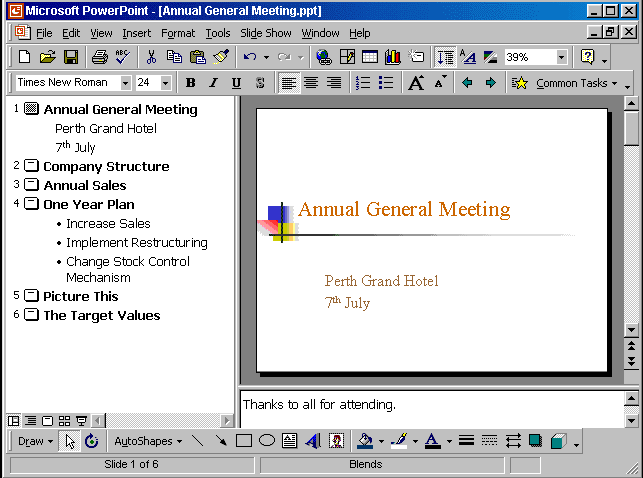 Microsoft PowerPoint - [Annual General Meeting.ppt]
File Edit View Insert Format Tools Slide Show Window Help
39%
Times New Roman 24 B I U S A A Common Tasks
1 Annual General Meeting
Perth Grand Hotel
7th July
2 Company Structure
3 Annual Sales
4 One Year Plan
• Increase Sales
• Implement Restructuring
• Change Stock Control
Mechanism
5 Picture This
6 The Target Values
Annual General Meeting
Perth Grand Hotel
7th July
Thanks to all for attending.
Draw AutoShapes
Slide 1 of 6 Blends